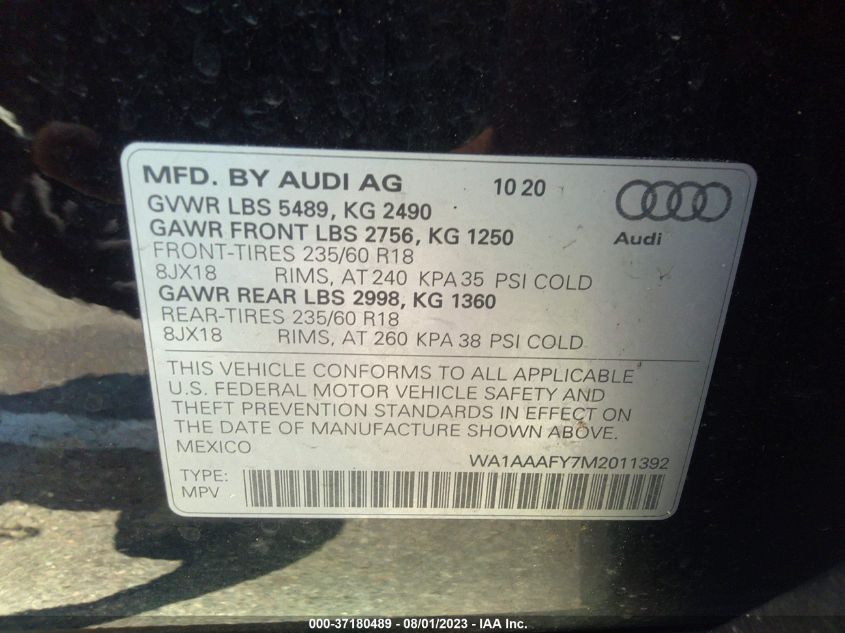 MFD. BY AUDI AG 10 20
GVWR LBS 5489, KG 2490
GAWR FRONT LBS 2756, KG 1250
Audi
FRONT-TIRES 235/60 R18
8JX18 RIMS, AT 240 KPA 35 PSI COLD
GAWR REAR LBS 2998, KG 1360
REAR-TIRES 235/60 R18
8JX18 RIMS, AT 260 KPA 38 PSI COLD
THIS VEHICLE CONFORMS TO ALL APPLICABLE
U.S. FEDERAL MOTOR VEHICLE SAFETY AND
THEFT PREVENTION STANDARDS IN EFFECT ON
THE DATE OF MANUFACTURE SHOWN ABOVE.
MEXICO
WA1AAAFY7M2011392
TYPE:
MPV
000-37180489 - 08/01/2023 - IAA Inc.